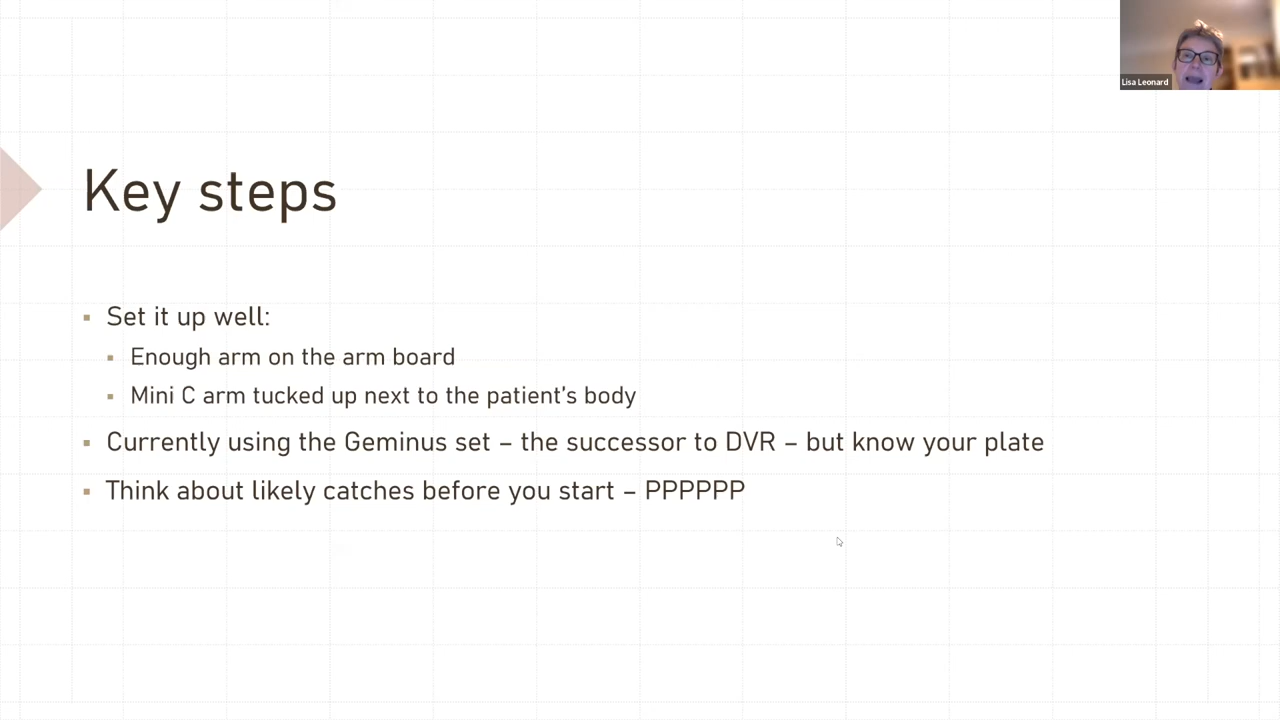 Lisa Leonard
Key steps
Set it up well:
Enough arm on the arm board
Mini C arm tucked up next to the patient's body
Currently using the Geminus set – the successor to DVR – but know your plate
Think about likely catches before you start – PPPPPP